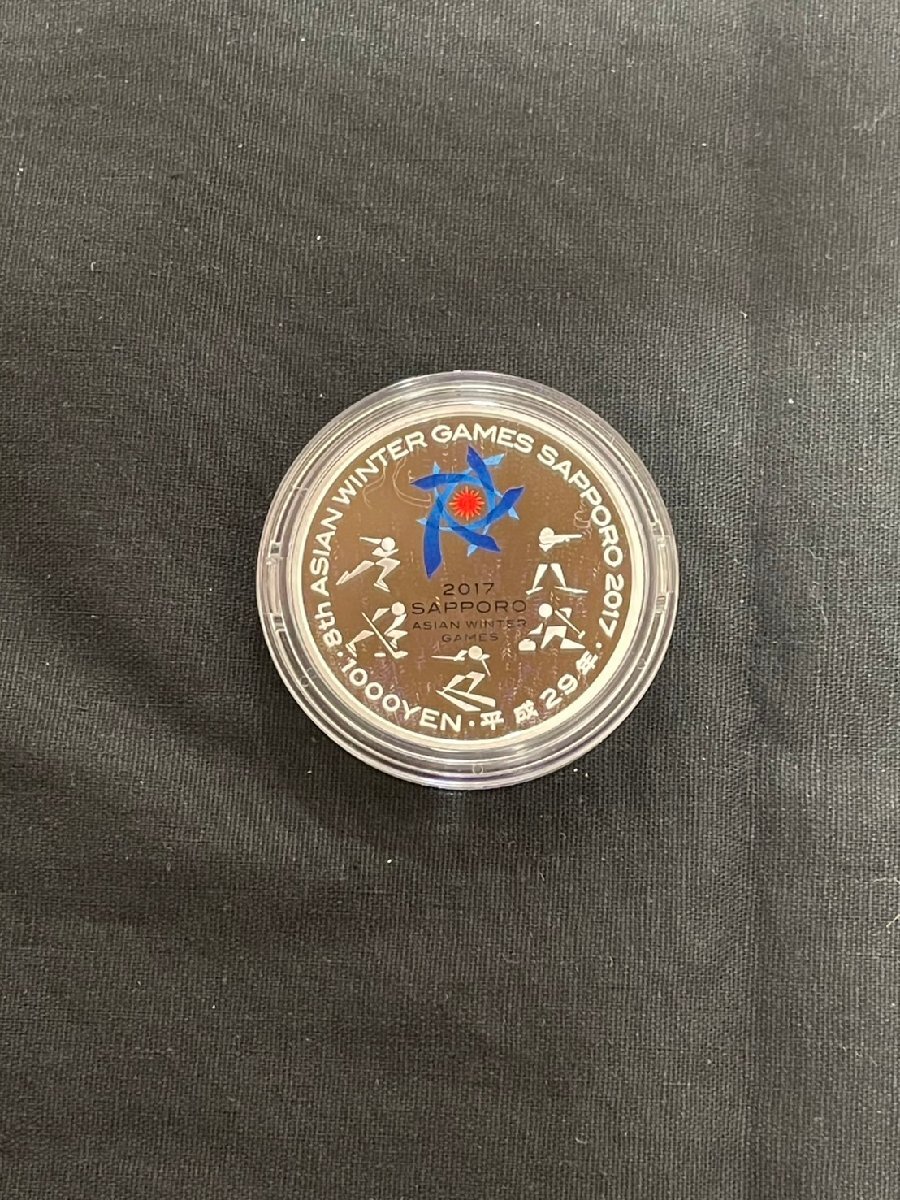 8th ASIAN WINTER GAMES SAPPORO 2017
2017
SAPPORO
ASIAN WINTER
GAMES
・1000YEN・平成29年・